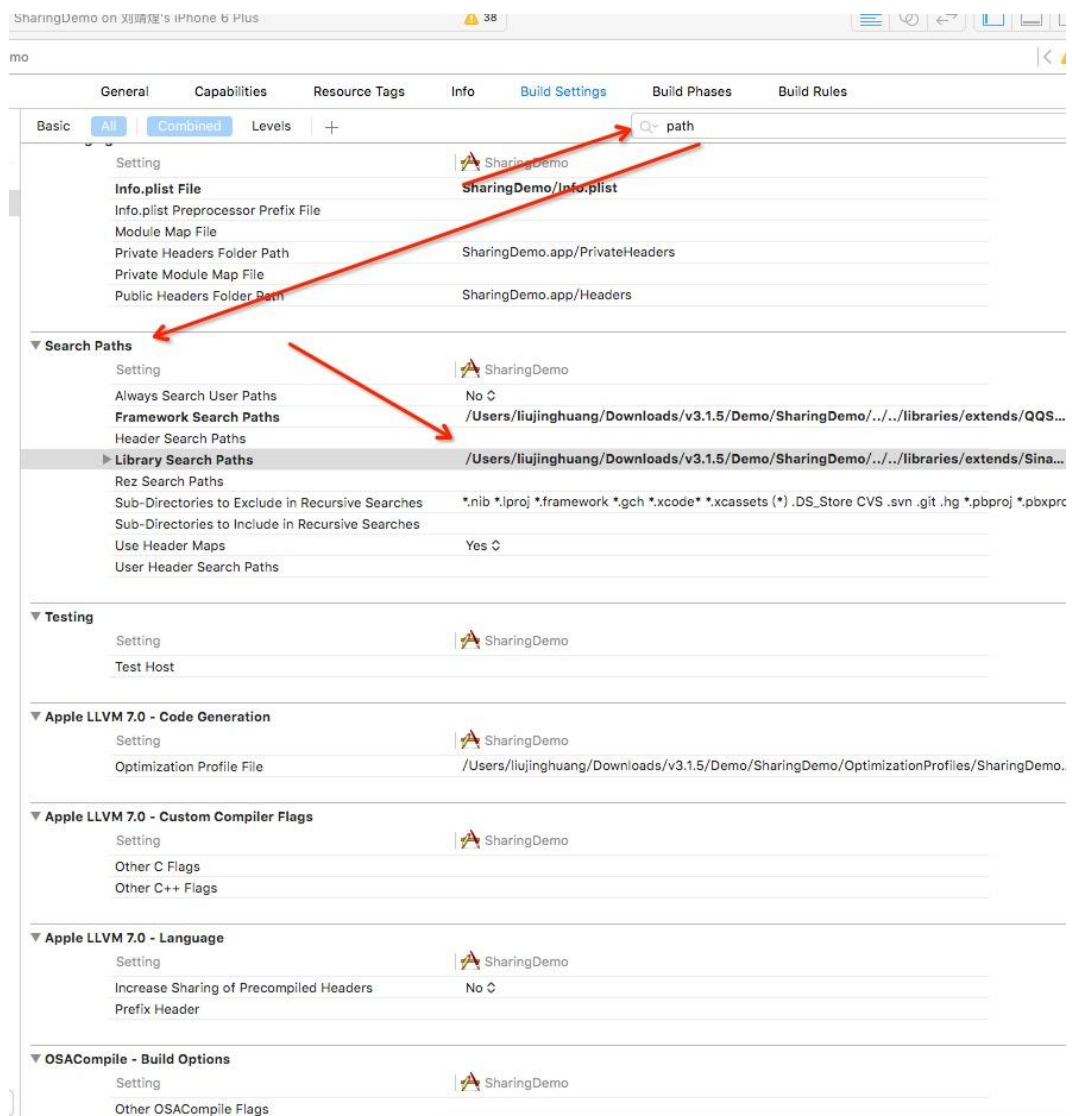 SharingDemo on 刘靖煌's iPhone 6 Plus 38
mo
General Capabilities Resource Tags Info Build Settings Build Phases Build Rules
Basic All Combined Levels + path
Setting SharingDemo
Info.plist File SharingDemo/Info.plist
Info.plist Preprocessor Prefix File
Module Map File
Private Headers Folder Path SharingDemo.app/PrivateHeaders
Private Module Map File
Public Headers Folder Path SharingDemo.app/Headers
Search Paths
Setting SharingDemo
Always Search User Paths No
Framework Search Paths /Users/liujinghuang/Downloads/v3.1.5/Demo/SharingDemo/../../libraries/extends/QQS...
Header Search Paths
Library Search Paths /Users/liujinghuang/Downloads/v3.1.5/Demo/SharingDemo/../../libraries/extends/Sina...
Rez Search Paths
Sub-Directories to Exclude in Recursive Searches *.nib *.lproj *.framework *.gch *.xcode* *.xcassets (*) .DS_Store CVS .svn .git .hg *.pbproj *.pbxpro
Sub-Directories to Include in Recursive Searches
Use Header Maps Yes
User Header Search Paths
Testing
Setting SharingDemo
Test Host
Apple LLVM 7.0 - Code Generation
Setting SharingDemo
Optimization Profile File /Users/liujinghuang/Downloads/v3.1.5/Demo/SharingDemo/OptimizationProfiles/SharingDemo..
Apple LLVM 7.0 - Custom Compiler Flags
Setting SharingDemo
Other C Flags
Other C++ Flags
Apple LLVM 7.0 - Language
Setting SharingDemo
Increase Sharing of Precompiled Headers No
Prefix Header
OSACompile - Build Options
Setting SharingDemo
Other OSACompile Flags